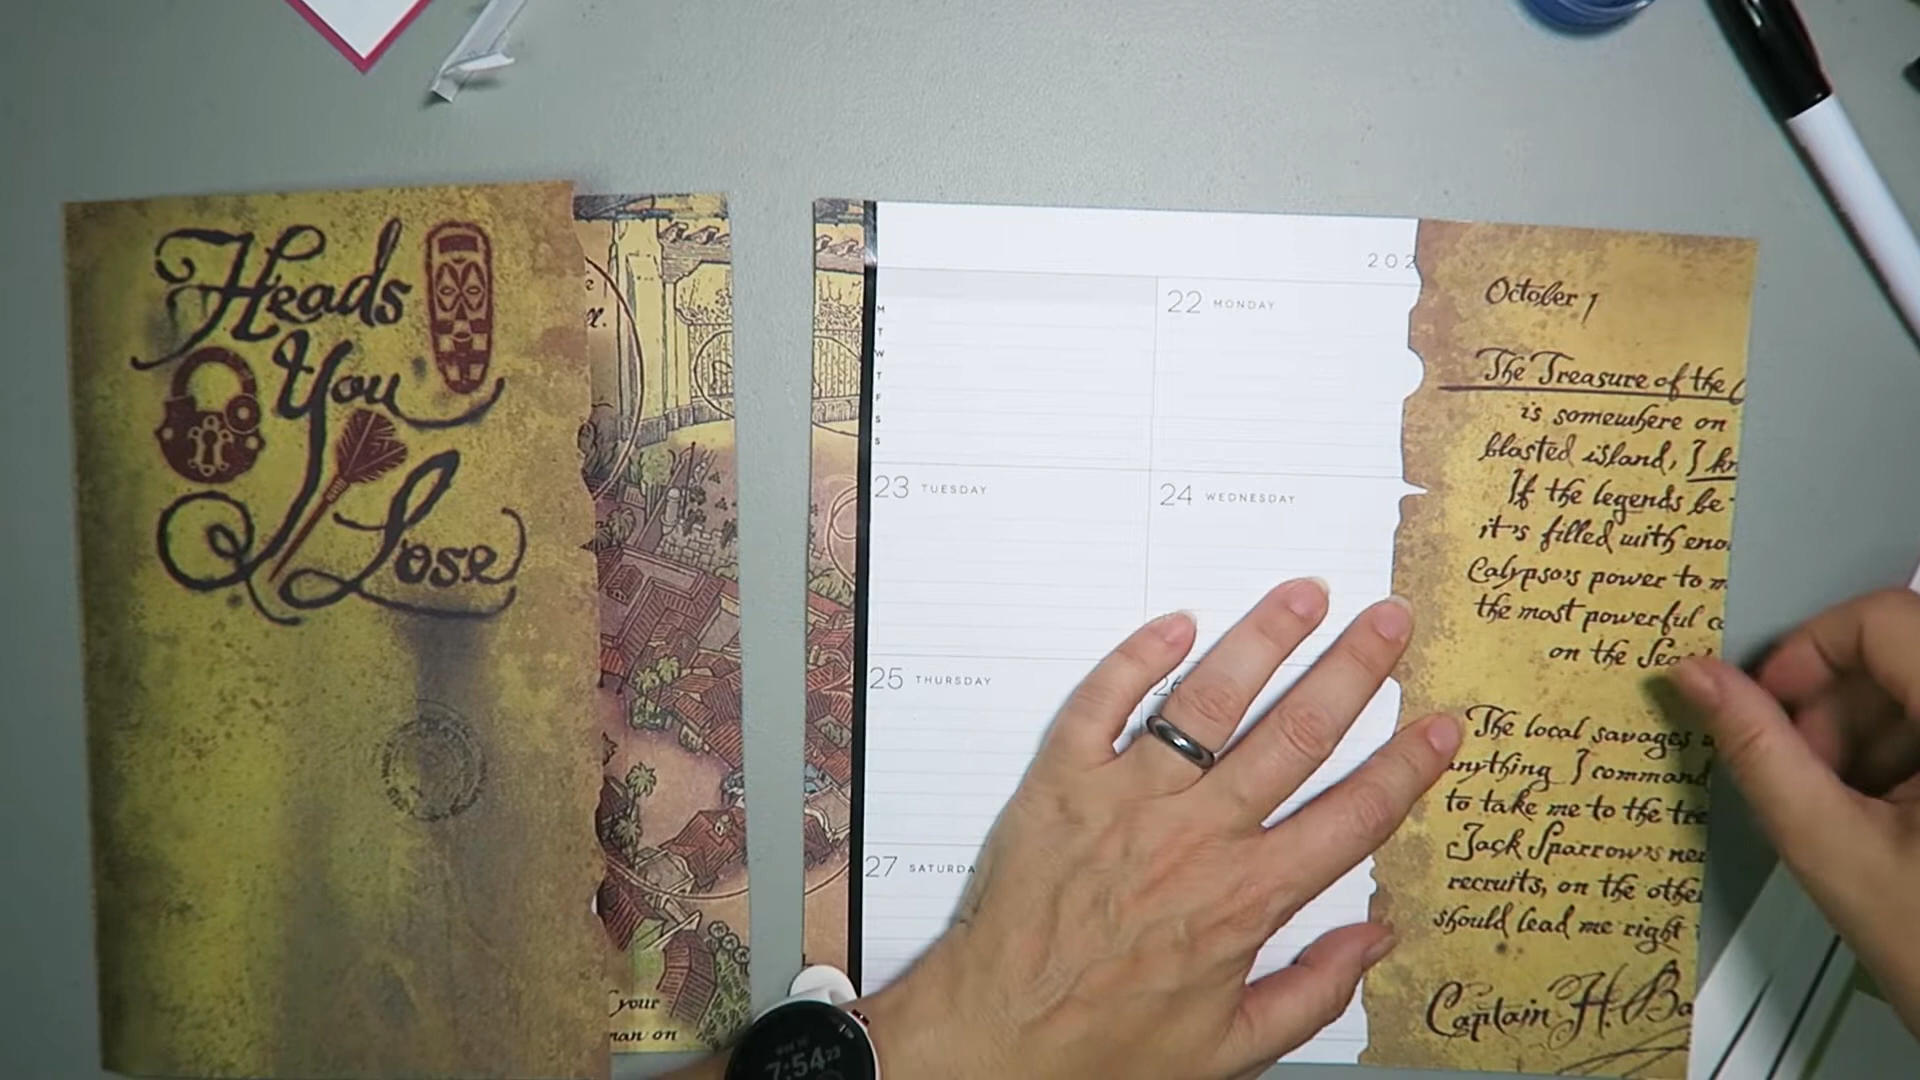 Heads
You
Lose
your
on
202
M
T
W
T
F
S
S
22 MONDAY
23 TUESDAY
24 WEDNESDAY
25 THURSDAY
26
27 SATURDA
October 1
The Treasure of the
is somewhere on
blasted island, I
If the legends be
it's filled with
Calypso's power to
the most powerful
on the
The local savages
anything I command
to take me to the
Jack Sparrow's
recruits, on the
should lead me right
Captain H.
7:54 23